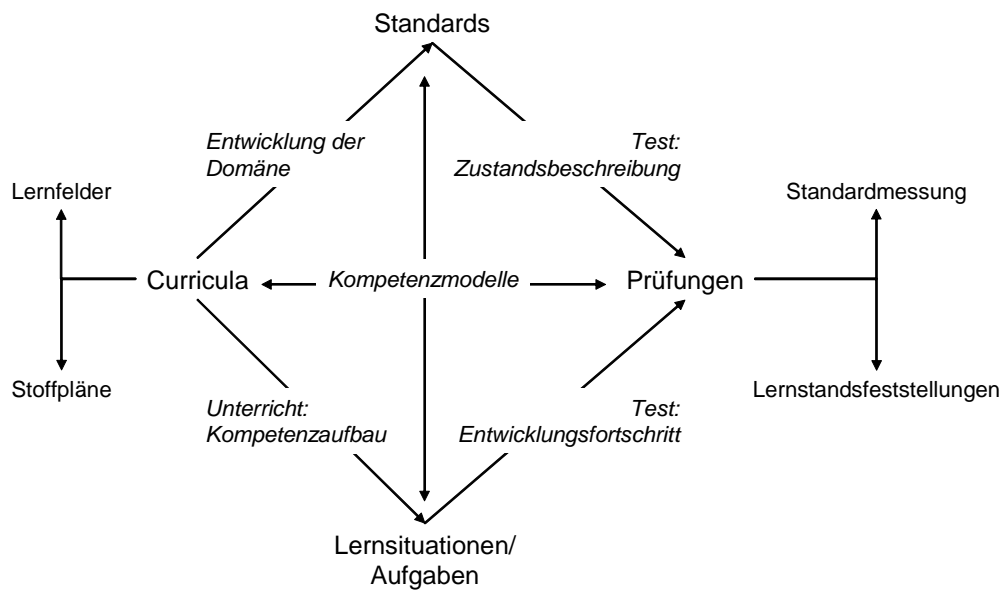 Standards
Entwicklung der
Domäne
Test:
Zustandsbeschreibung
Lernfelder
Standardmessung
Curricula
Kompetenzmodelle
Prüfungen
Stoffpläne
Lernstandsfeststellungen
Unterricht:
Kompetenzaufbau
Test:
Entwicklungsfortschritt
Lernsituationen/
Aufgaben